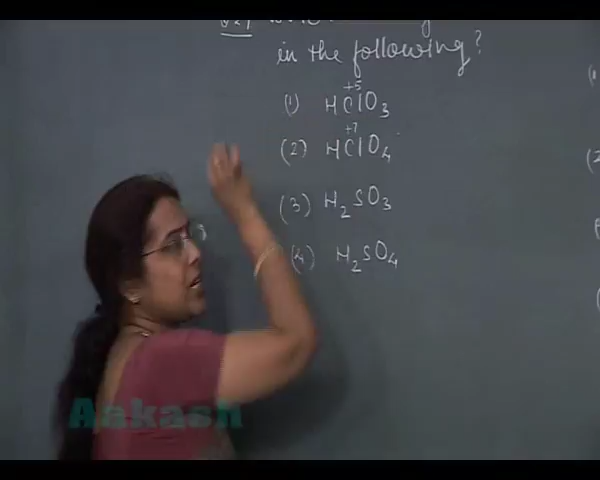 in the following?
+5
(1) HClO3
+7
(2) HClO4
(3) H2SO3
(4) H2SO4
Aakash